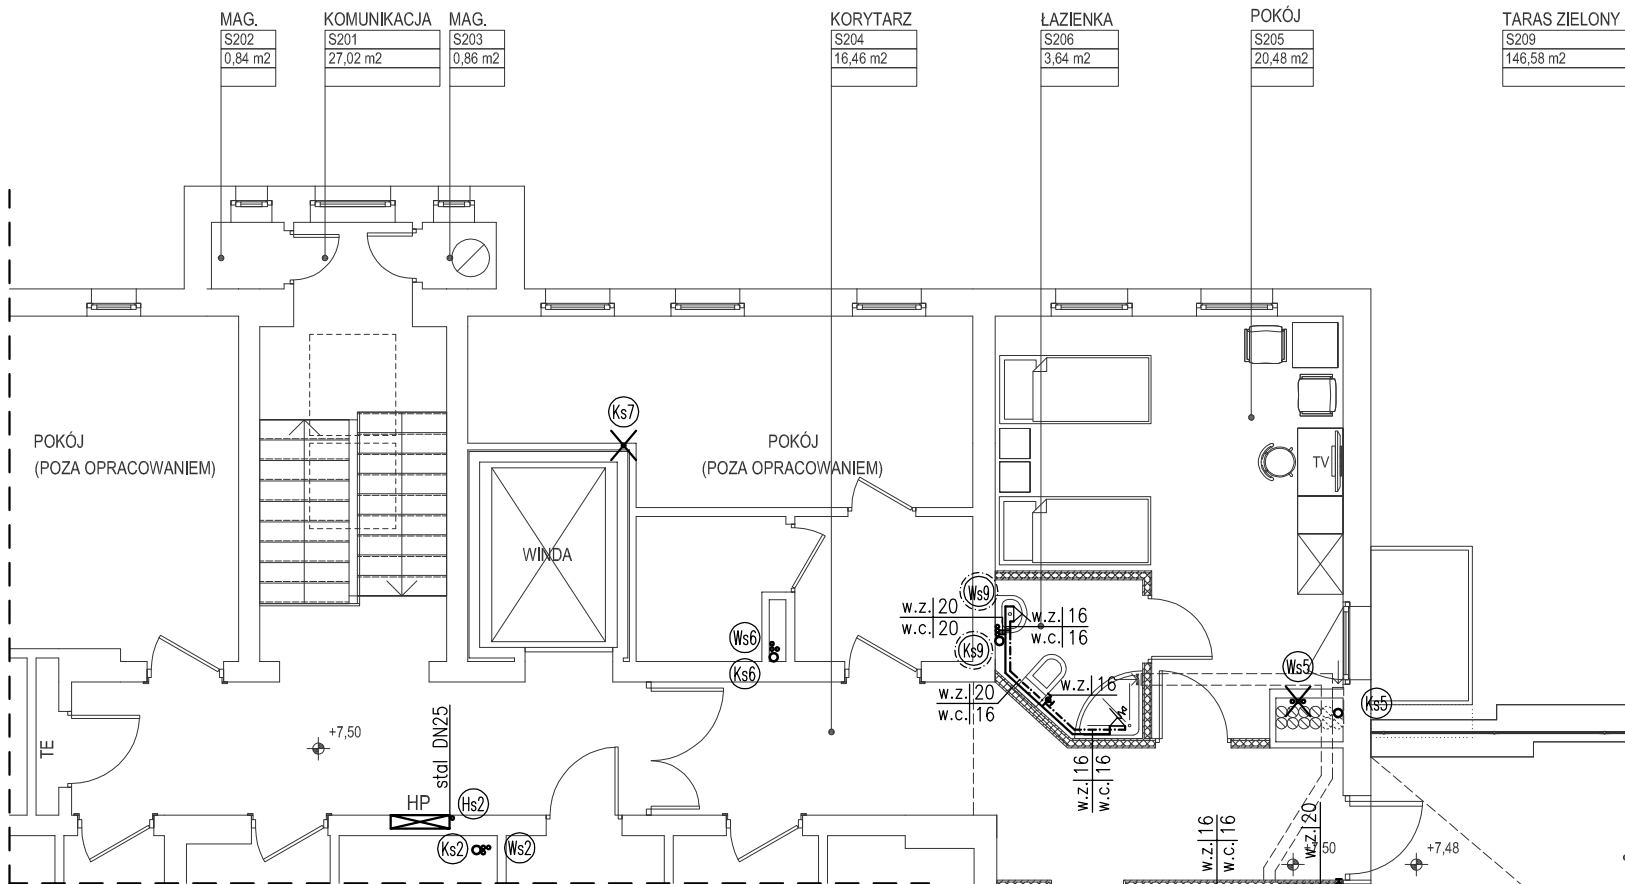 MAG.
S202
0,84 m2
KOMUNIKACJA
S201
27,02 m2
MAG.
S203
0,86 m2
KORYTARZ
S204
16,46 m2
ŁAZIENKA
S206
3,64 m2
POKÓJ
S205
20,48 m2
TARAS ZIELONY
S209
146,58 m2
Ks7
POKÓJ
(POZA OPRACOWANIEM)
POKÓJ
(POZA OPRACOWANIEM)
TV
WINDA
Ws9
w.z. 20
w.c. 20
w.z. 16
w.c. 16
Ws6
Ks9
Ks6
Ws5
w.z. 20
w.c. 16
w.z. 16
Ks5
TE
+7,50
stal DN25
w.z. 16
w.c. 16
HP
Hs2
Ks2
Ws2
w.z. 16
w.c. 16
w.z. 20
+7,50
+7,48